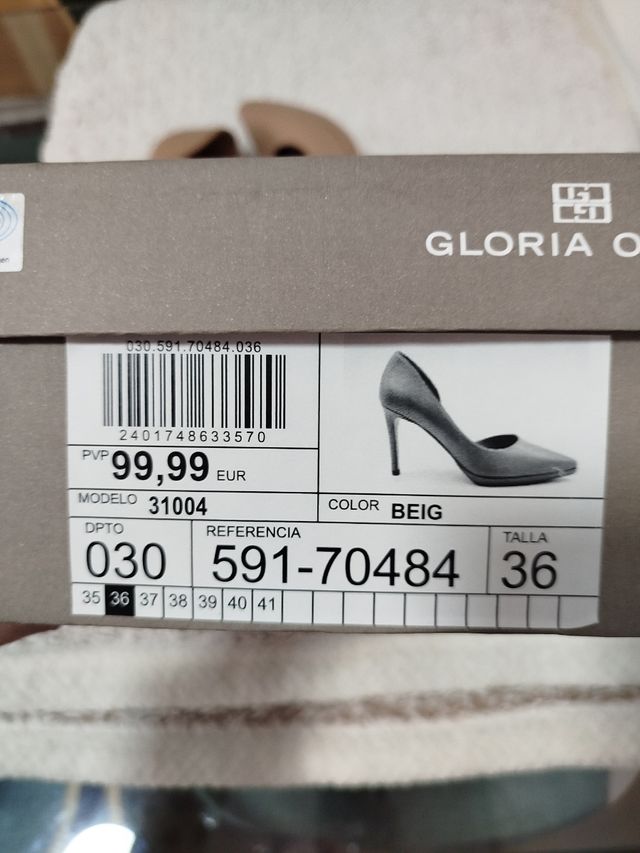 GLORIA O
en
030.591.70484.036
2401748633570
PVP 99,99 EUR
MODELO 31004
COLOR BEIG
DPTO 030
REFERENCIA 591-70484
TALLA 36
35 36 37 38 39 40 41